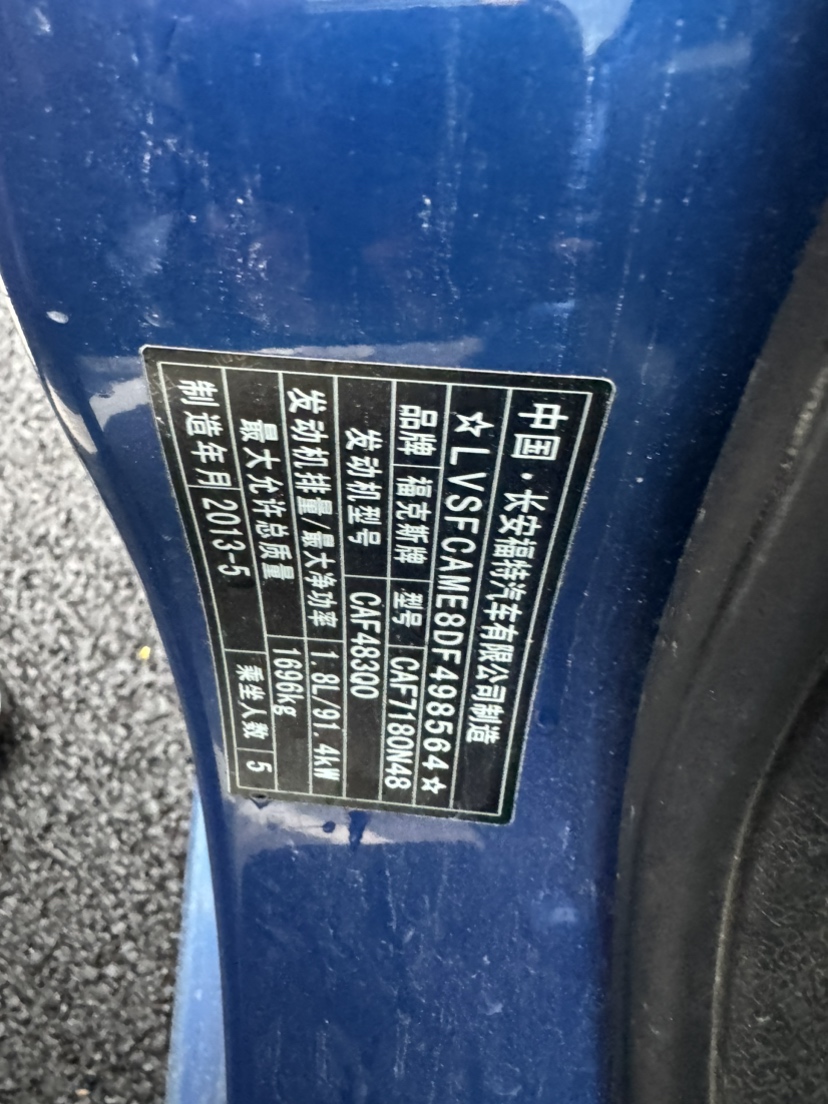 中国·长安福特汽车有限公司制造
☆LVSFCAME8DF498564☆
品牌 福克斯牌 型号 CAF7180N48
发动机型号 CAF483Q0
发动机排量/最大净功率 1.8L/91.4kW
最大允许总质量 1696kg
制造年月 2013-5 乘坐人数 5